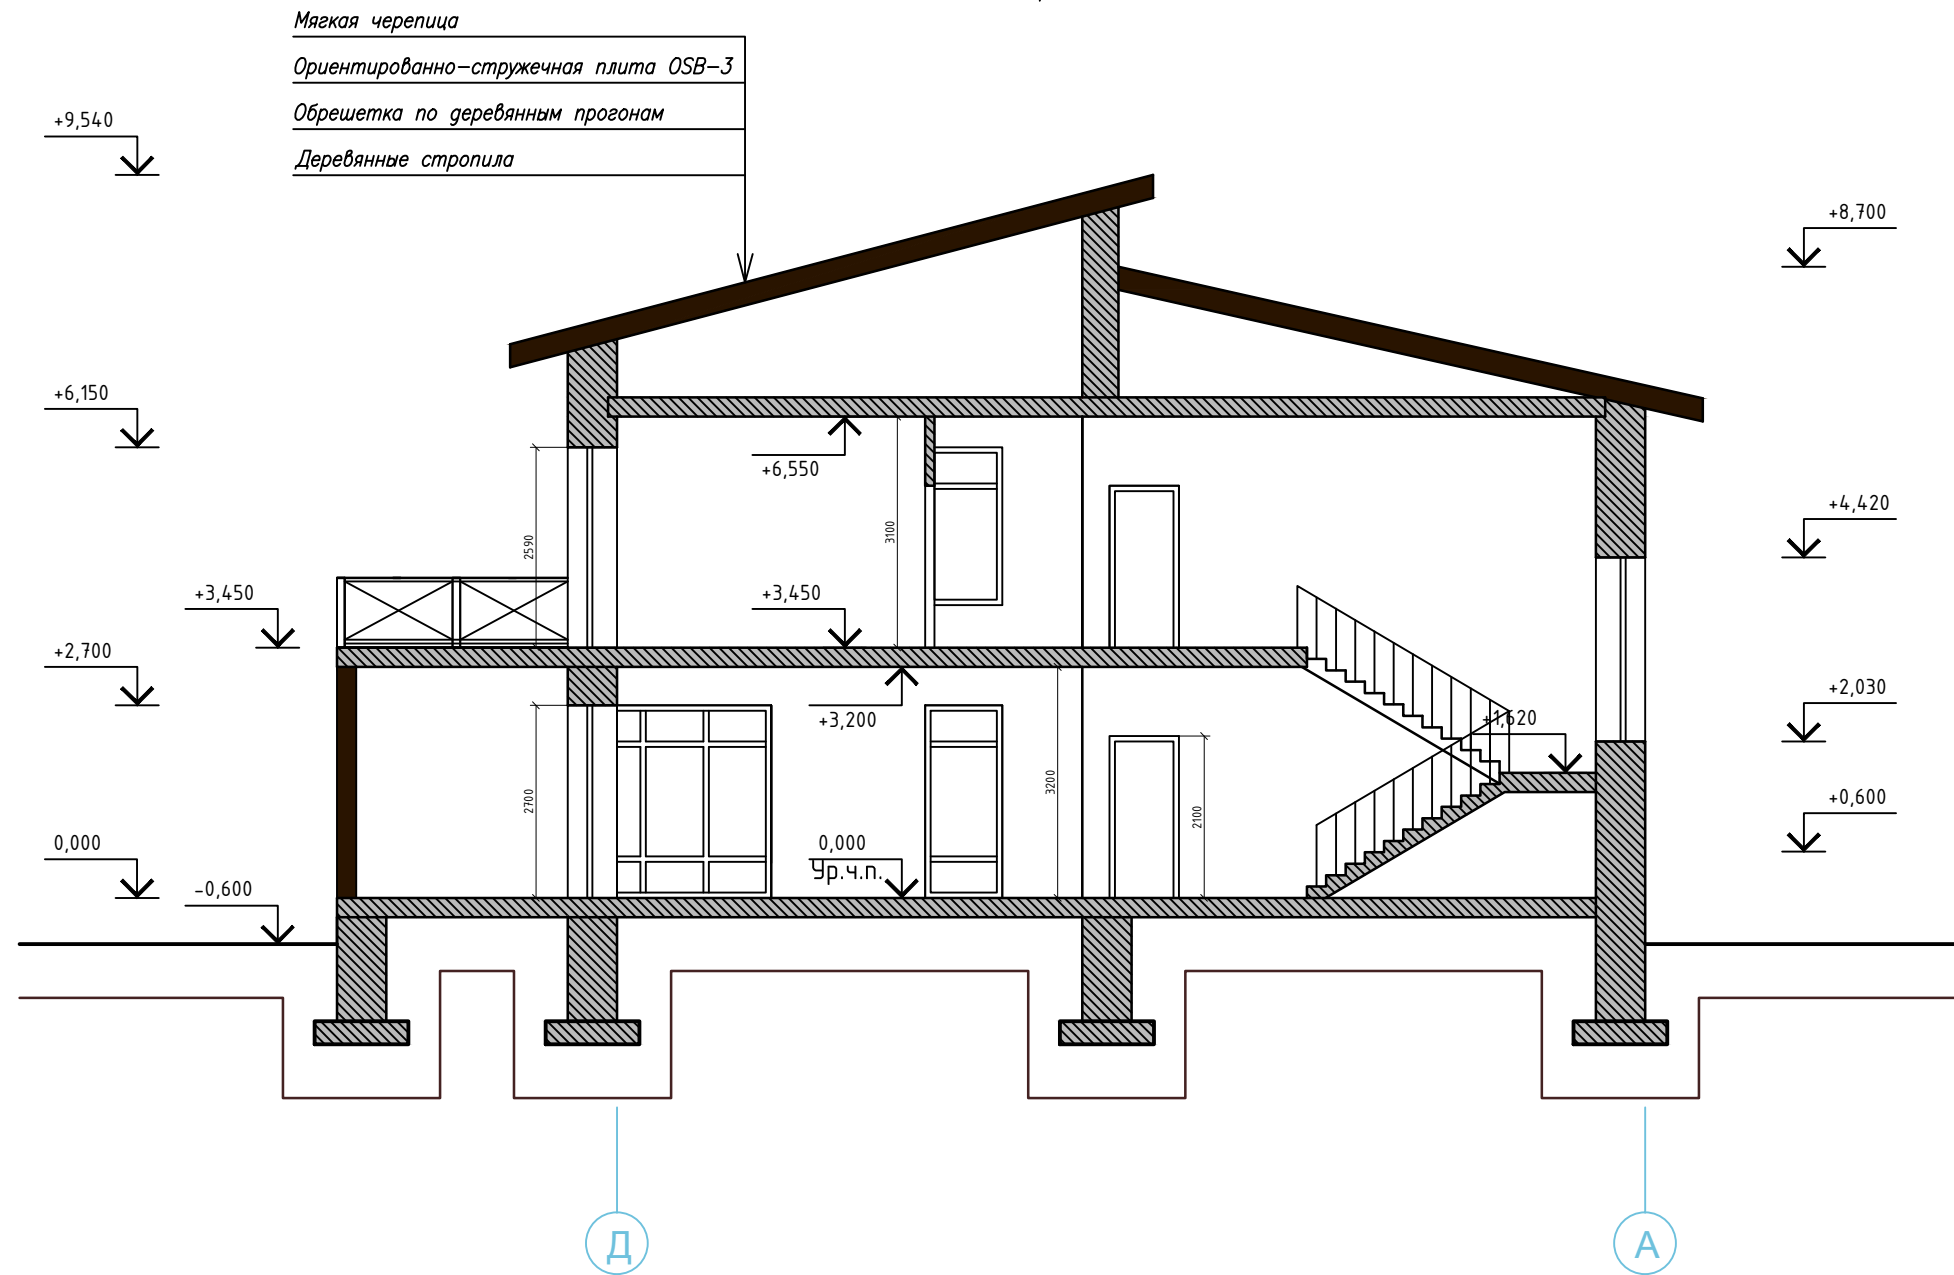 Мягкая черепица
Ориентированно-стружечная плита OSB-3
Обрешетка по деревянным прогонам
Деревянные стропила
+9,540
+8,700
+6,150
+6,550
+4,420
2590
3100
+3,450
+3,450
+2,700
+2,030
+3,200
+1,620
2700
3200
2100
+0,600
0,000
0,000
Ур.ч.п.
-0,600
Д
А